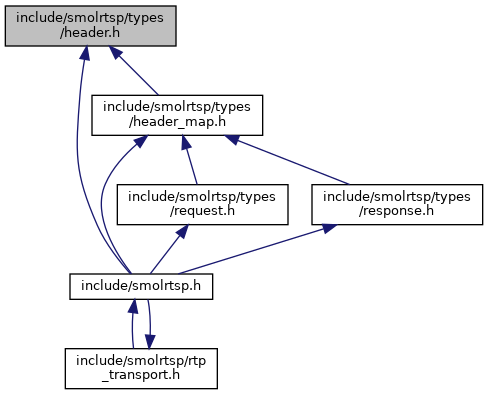 include/smolrtsp/types
/header.h
include/smolrtsp/types
/header_map.h
include/smolrtsp/types
/request.h
include/smolrtsp/types
/response.h
include/smolrtsp.h
include/smolrtsp/rtp
_transport.h